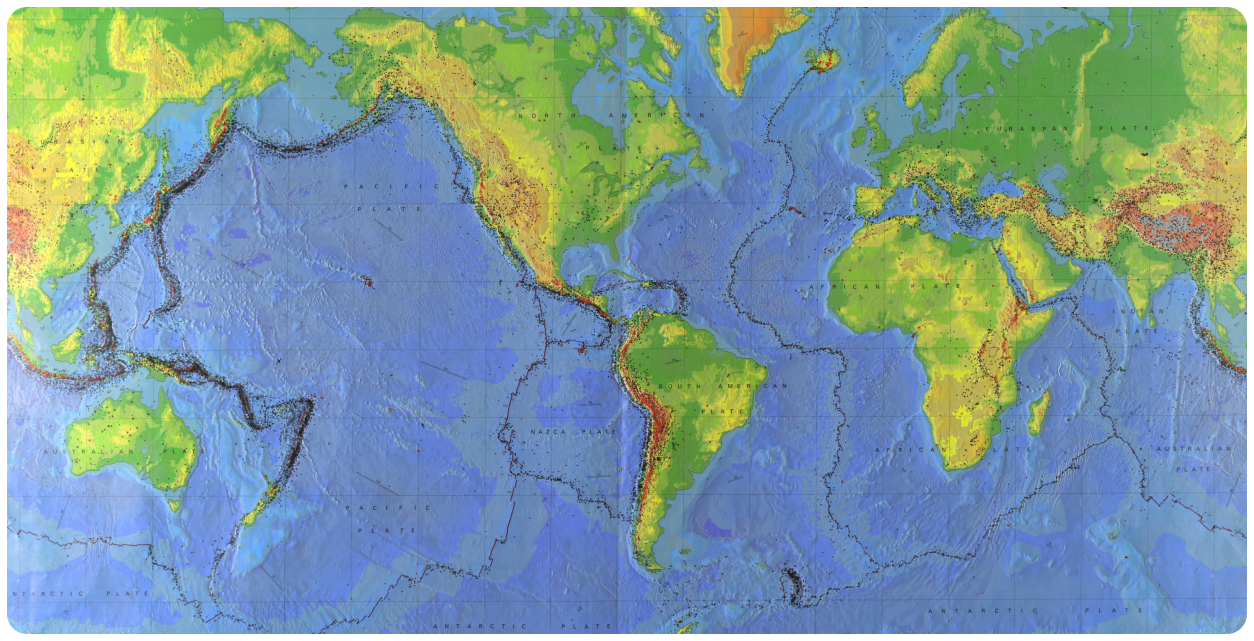 NORTH AMERICAN
PLATE
EURASIAN PLATE
EURASIAN
PLATE
PACIFIC
PLATE
AFRICAN PLATE
INDIAN
PLATE
SOUTH AMERICAN
PLATE
NAZCA PLATE
AUSTRALIAN PLATE
AFRICAN PLATE
AUSTRALIAN
PLATE
PACIFIC
PLATE
ANTARCTIC PLATE
ANTARCTIC PLATE
ANTARCTIC PLATE